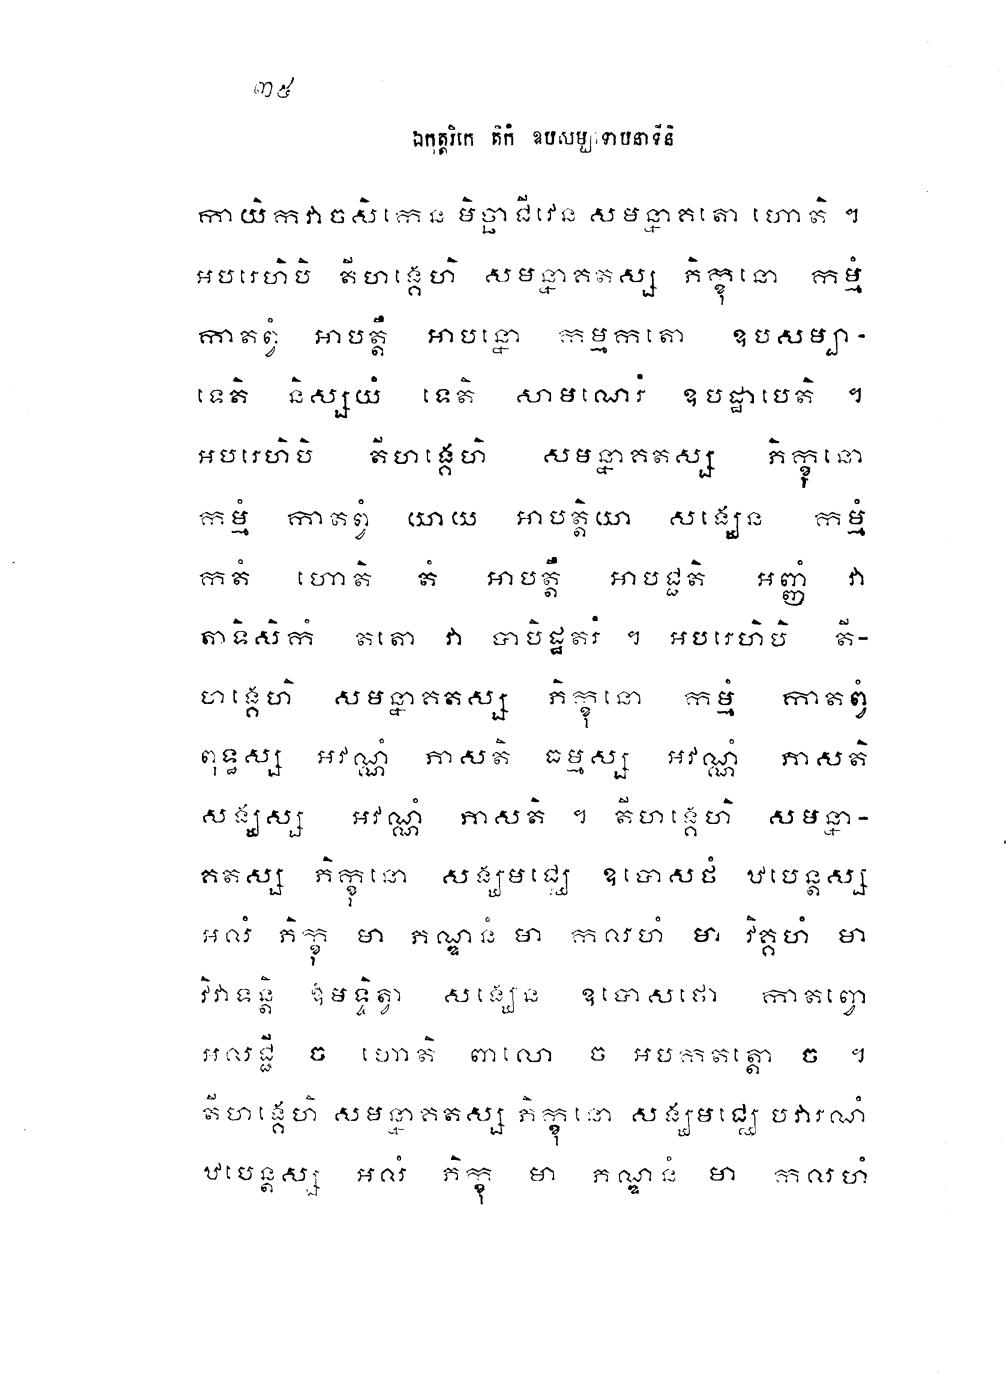 ៣៥
ឯកុត្តរិកេ តិកំ ឧបសម្បទាបនាទីនិ
កាយិកវាចសិកេន មិច្ឆាជីវេន សមន្នាគតោ ហោតិ ។
អបរេហិបិ តីហង្គេហិ សមន្នាគតស្ស ភិក្ខុនោ កម្មំ
កាតព្វំ អាបត្តឹ អាបន្នោ កម្មកតោ ឧបសម្បា-
ទេតិ និស្សយំ ទេតិ សាមណេរំ ឧបដ្ឋាបេតិ ។
អបរេហិបិ តីហង្គេហិ សមន្នាគតស្ស ភិក្ខុនោ
កម្មំ កាតព្វំ យាយ អាបត្តិយា សង្ឃេន កម្មំ
កតំ ហោតិ តំ អាបត្តឹ អាបជ្ជតិ អញ្ញំ វា
តាទិសិកំ តតោ វា បាបិដ្ឋតរំ ។ អបរេហិបិ តី-
ហង្គេហិ សមន្នាគតស្ស ភិក្ខុនោ កម្មំ កាតព្វំ
ពុទ្ធស្ស អវណ្ណំ ភាសតិ ធម្មស្ស អវណ្ណំ ភាសតិ
សង្ឃស្ស អវណ្ណំ ភាសតិ ។ តីហង្គេហិ សមន្នា-
គតស្ស ភិក្ខុនោ សង្ឃមជ្ឈេ ឧបោសថំ ឋបេន្តស្ស
អលំ ភិក្ខុ មា ភណ្ឌនំ មា កលហំ មា វិគ្គហំ មា
វិវាទន្តិ ឱមទ្ទិត្វា សង្ឃេន ឧបោសថោ កាតព្វោ
អលជ្ជី ច ហោតិ ពាលោ ច អបកតត្តោ ច ។
តីហង្គេហិ សមន្នាគតស្ស ភិក្ខុនោ សង្ឃមជ្ឈេ បវារណំ
ឋបេន្តស្ស អលំ ភិក្ខុ មា ភណ្ឌនំ មា កលហំ